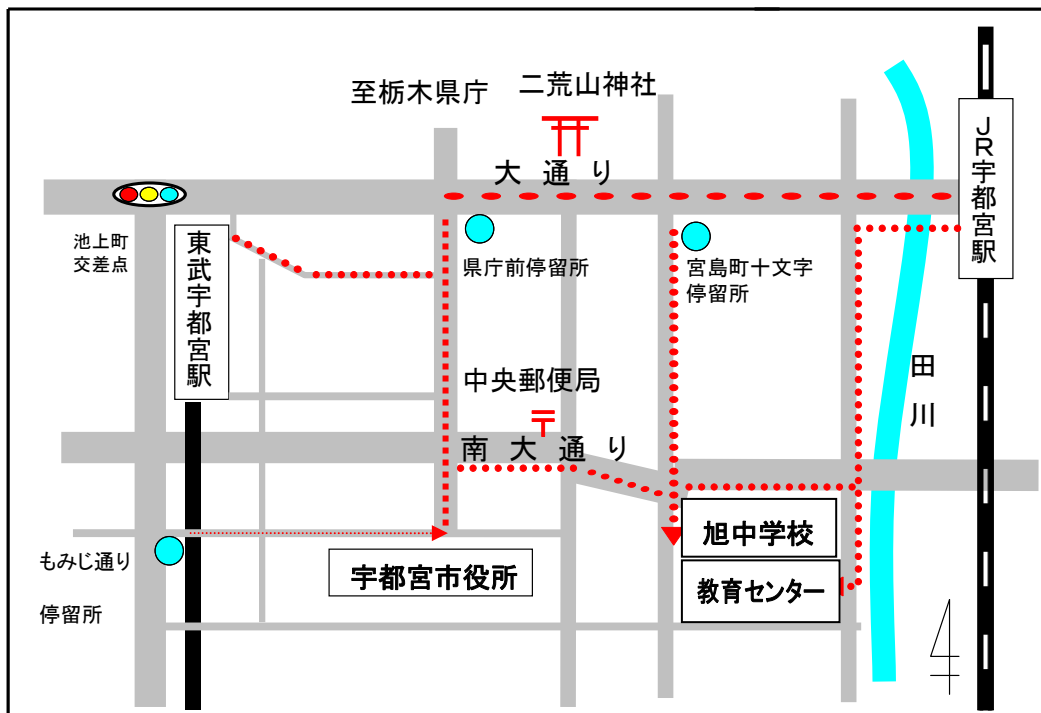 至栃木県庁
二荒山神社
大通り
JR宇都宮駅
池上町
交差点
東武宇都宮駅
県庁前停留所
宮島町十文字
停留所
中央郵便局
〒
田川
南大通り
旭中学校
もみじ通り
停留所
宇都宮市役所
教育センター